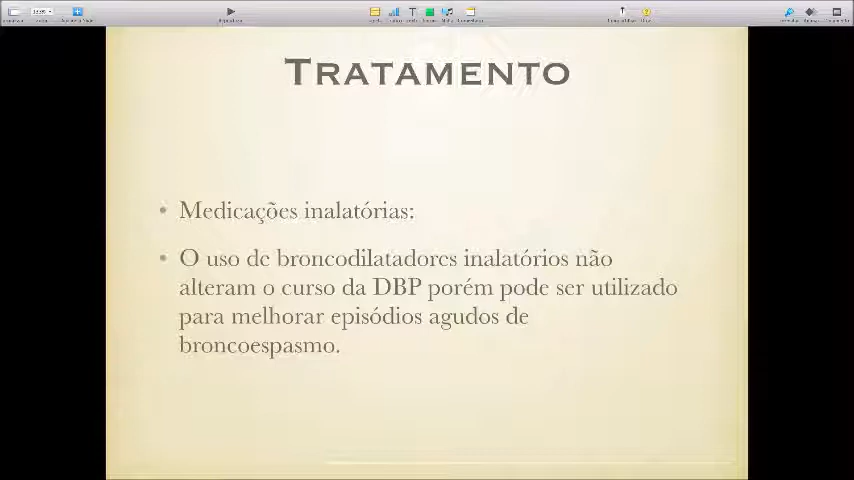 TRATAMENTO
• Medicações inalatórias:
• O uso de broncodilatadores inalatórios não
alteram o curso da DBP porém pode ser utilizado
para melhorar episódios agudos de
broncoespasmo.